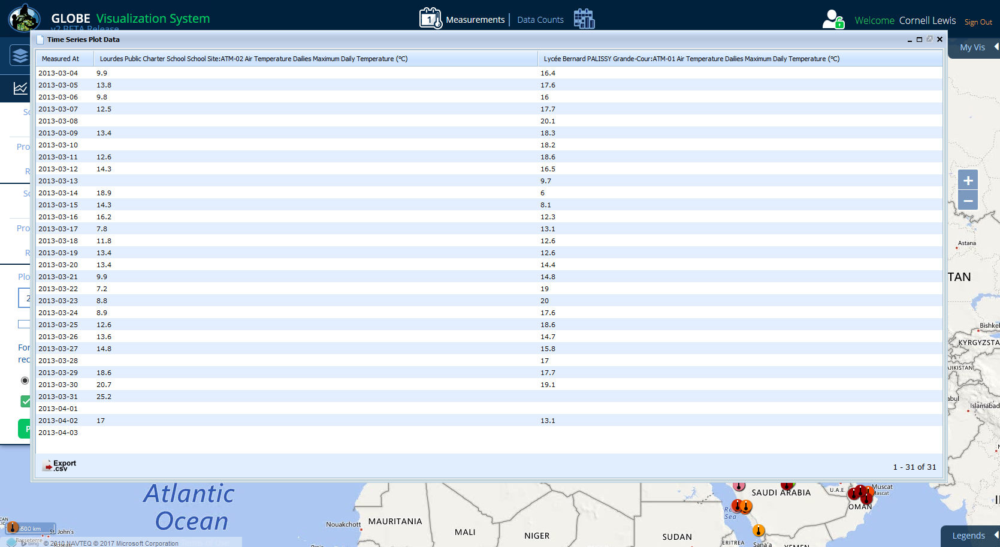 GLOBE Visualization System
v2 BETA Release
1 Measurements | Data Counts
Welcome Cornell Lewis Sign Out
Time Series Plot Data
My Vis
Measured At Lourdes Public Charter School School Site:ATM-02 Air Temperature Dailies Maximum Daily Temperature (°C) Lycée Bernard PALISSY Grande-Cour:ATM-01 Air Temperature Dailies Maximum Daily Temperature (°C)
2013-03-04 9.9 16.4
2013-03-05 13.8 17.6
2013-03-06 9.8 16
2013-03-07 12.5 17.7
2013-03-08 20.1
2013-03-09 13.4 18.3
2013-03-10 18.2
2013-03-11 12.6 18.6
2013-03-12 14.3 16.5
2013-03-13 9.7
2013-03-14 18.9 6
2013-03-15 14.3 8.1
2013-03-16 16.2 12.3
2013-03-17 7.8 13.1
2013-03-18 11.8 12.6
2013-03-19 13.4 12.6
2013-03-20 13.4 14.4
2013-03-21 9.9 14.8
2013-03-22 7.2 19
2013-03-23 8.8 20
2013-03-24 8.9 17.6
2013-03-25 12.6 18.6
2013-03-26 13.6 14.7
2013-03-27 14.8 15.8
2013-03-28 17
2013-03-29 18.6 17.7
2013-03-30 20.7 19.1
2013-03-31 25.2
2013-04-01
2013-04-02 17 13.1
2013-04-03
Export
.csv
1 - 31 of 31
Sc
Pro
R
Sc
Pro
R
Plo
2
For
rec
P
+
−
Astana
TAN
Bishkek
KYRGYZSTA
JIKISTAN
abul
Islamabad
Atlantic
Ocean
Nouakchott
MAURITANIA
MALI
NIGER
SUDAN
ERITREA
Sana'a
YEMEN
Red
Sea
SAUDI ARABIA
U.A.E.
Muscat
Mascat
OMAN
500 km
St. John's
Basseterre
bing © 2010 NAVTEQ © 2017 Microsoft Corporation
Legends